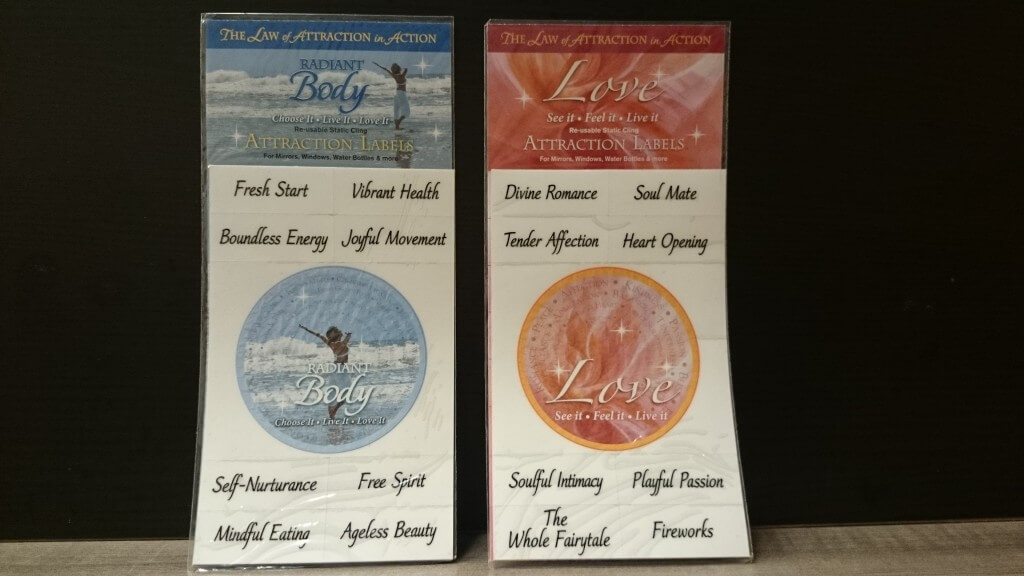 THE LAW of ATTRACTION in ACTION
RADIANT
Body
Choose It • Live It • Love It
Re-usable Static Cling
ATTRACTION LABELS
For Mirrors, Windows, Water Bottles & more
Fresh Start
Vibrant Health
Boundless Energy
Joyful Movement
RADIANT
Body
Choose It • Live It • Love It
Self-Nurturance
Free Spirit
Mindful Eating
Ageless Beauty
THE LAW of ATTRACTION in ACTION
Love
See it • Feel it • Live it
Re-usable Static Cling
ATTRACTION LABELS
For Mirrors, Windows, Water Bottles & more
Divine Romance
Soul Mate
Tender Affection
Heart Opening
Love
See it • Feel it • Live it
Soulful Intimacy
Playful Passion
The
Whole Fairytale
Fireworks